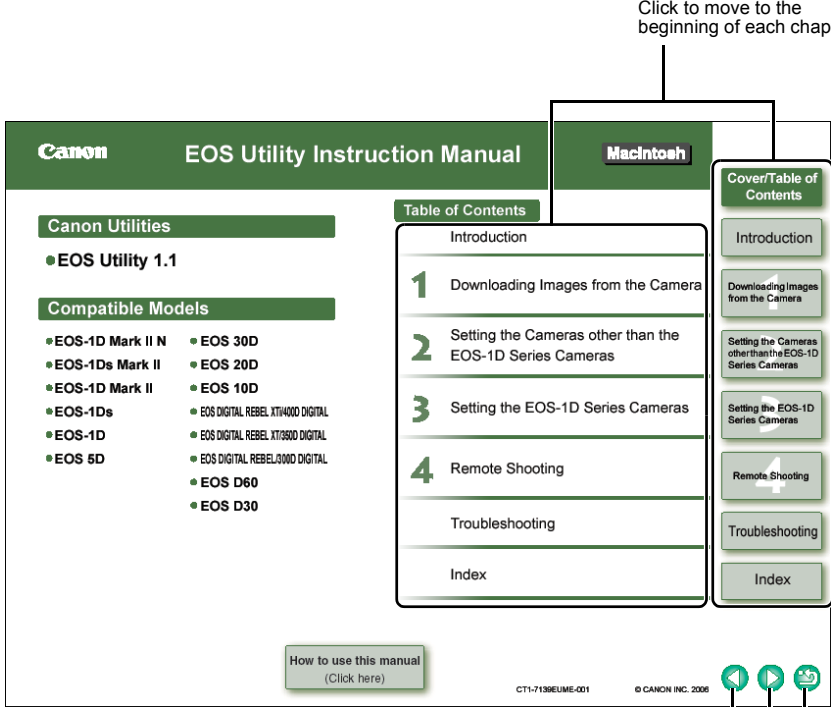 Click to move to the
beginning of each chap
Canon
EOS Utility Instruction Manual
Macintosh
Canon Utilities
EOS Utility 1.1
Compatible Models
EOS-1D Mark II N
EOS-1Ds Mark II
EOS-1D Mark II
EOS-1Ds
EOS-1D
EOS 5D
EOS 30D
EOS 20D
EOS 10D
EOS DIGITAL REBEL XTi/400D DIGITAL
EOS DIGITAL REBEL XT/350D DIGITAL
EOS DIGITAL REBEL/300D DIGITAL
EOS D60
EOS D30
Table of Contents
Introduction
1 Downloading Images from the Camera
2 Setting the Cameras other than the
EOS-1D Series Cameras
3 Setting the EOS-1D Series Cameras
4 Remote Shooting
Troubleshooting
Index
Cover/Table of
Contents
Introduction
1
Downloading Images
from the Camera
2
Setting the Cameras
other than the EOS-1D
Series Cameras
3
Setting the EOS-1D
Series Cameras
4
Remote Shooting
Troubleshooting
Index
How to use this manual
(Click here)
CT1-7139EUME-001
© CANON INC. 2006